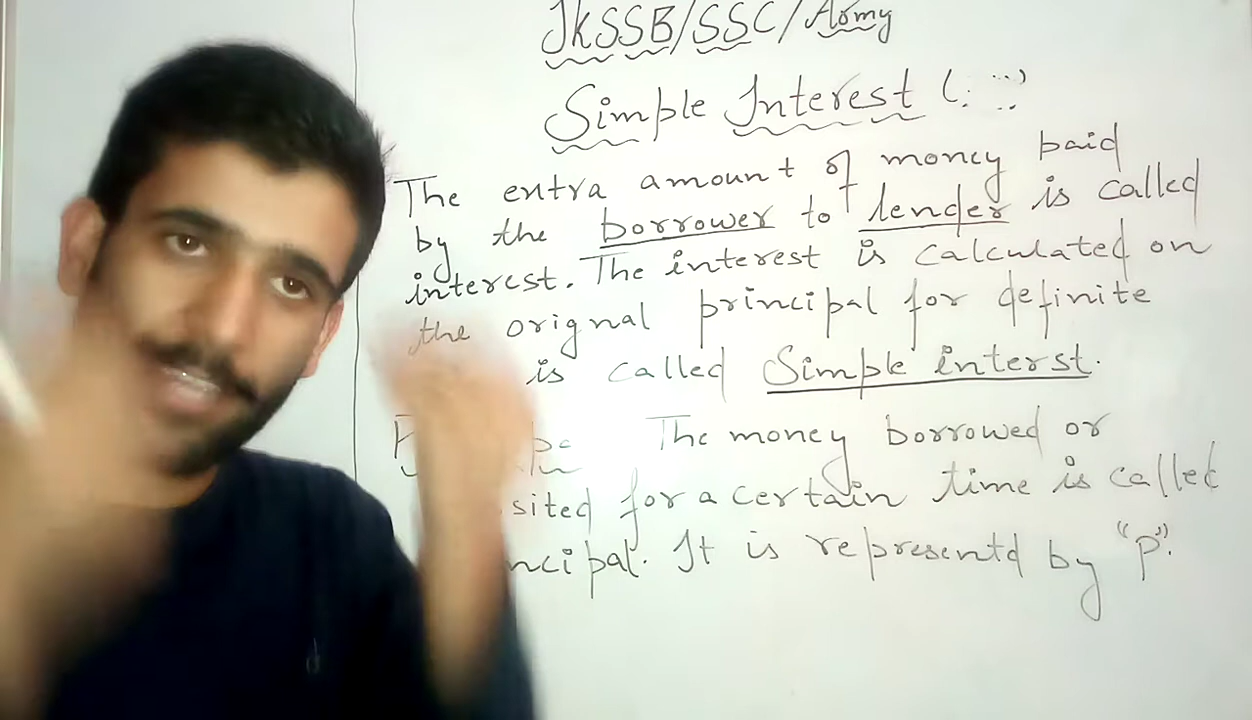 JKSSB/SSC/Army
Simple Interest (: ...)
The entra amount of money paid
by the borrower to lender is called
interest. The interest is calculated on
the orignal principal for definite
is called Simple interst.
The money borrowed or
sited for a certain time is called
ncipal. It is representd by "P".